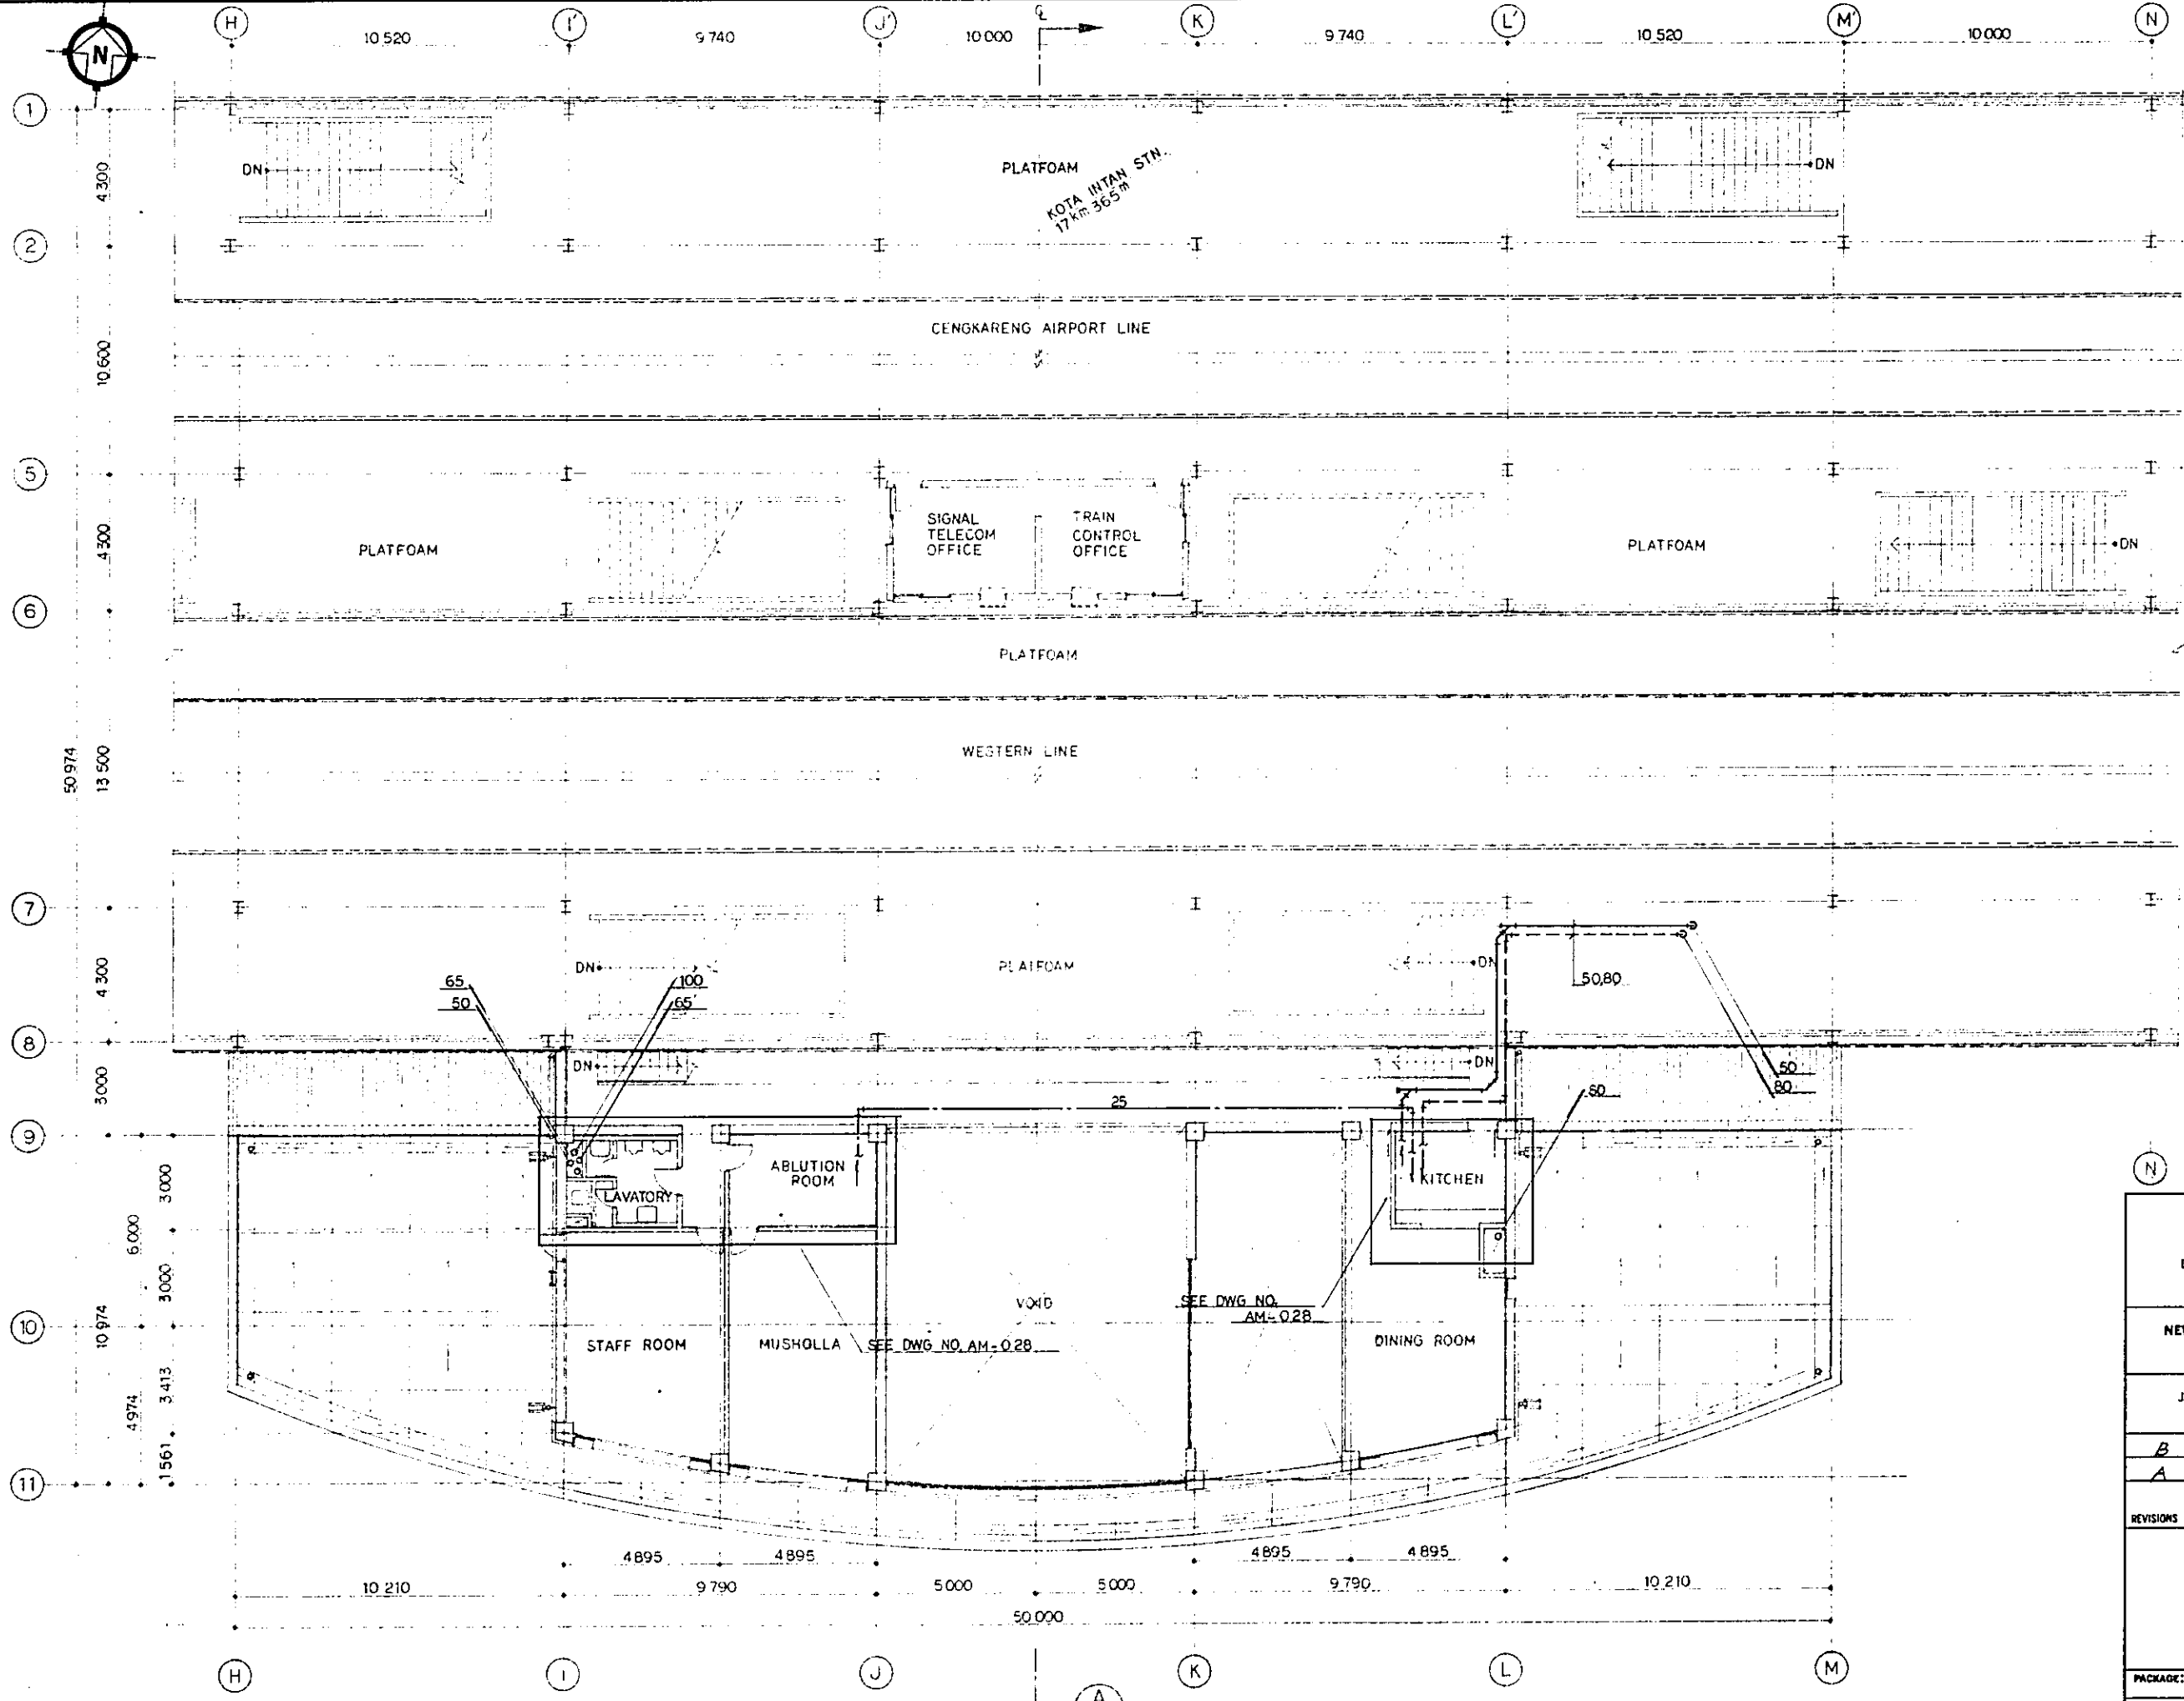 H
I'
J'
K
L'
M'
N
10 520
9 740
10 000
9 740
10 520
10 000
N
1
2
5
6
7
8
9
10
11
4 300
10 600
4 300
13 500
50 974
4 300
3 000
3 000
6 000
3 000
10 974
3 413
4 974
1 561
DN
PLATFOAM
KOTA INTAN STN.
17km 365m
DN
CENGKARENG AIRPORT LINE
SIGNAL
TELECOM
OFFICE
TRAIN
CONTROL
OFFICE
PLATFOAM
PLATFOAM
DN
PLATFOAM
WESTERN LINE
DN
PLATFOAM
DN
65
50
100
65
50,80
DN
DN
50
80
60
25
LAVATORY
ABLUTION
ROOM
KITCHEN
STAFF ROOM
MUSHOLLA
SEE DWG NO. AM-028
VOID
SEE DWG NO.
AM-028
DINING ROOM
4 895
4 895
4 895
4 895
10 210
9 790
5 000
5 000
9 790
10 210
50 000
H
I
J
K
L
M
A
N
NE
J
B
A
REVISIONS
PACKAGE: